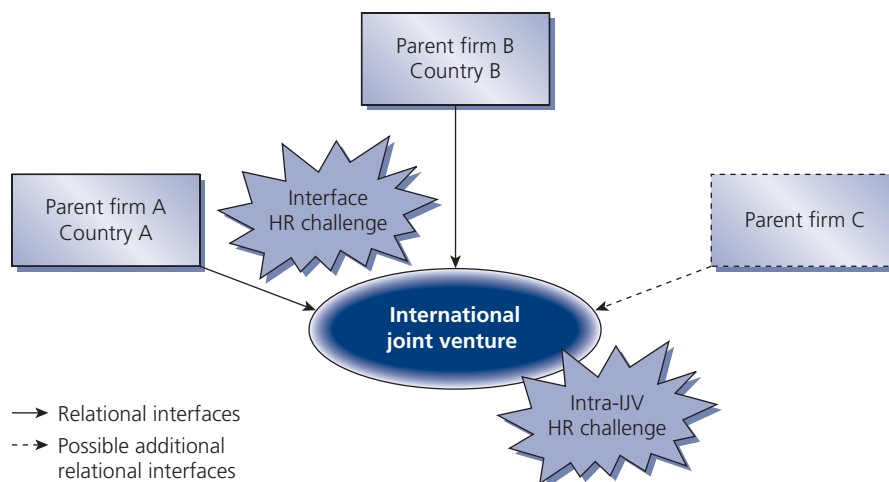 Parent firm B
Country B
Parent firm A
Country A
Interface
HR challenge
Parent firm C
International
joint venture
Intra-IJV
HR challenge
Relational interfaces
Possible additional
relational interfaces